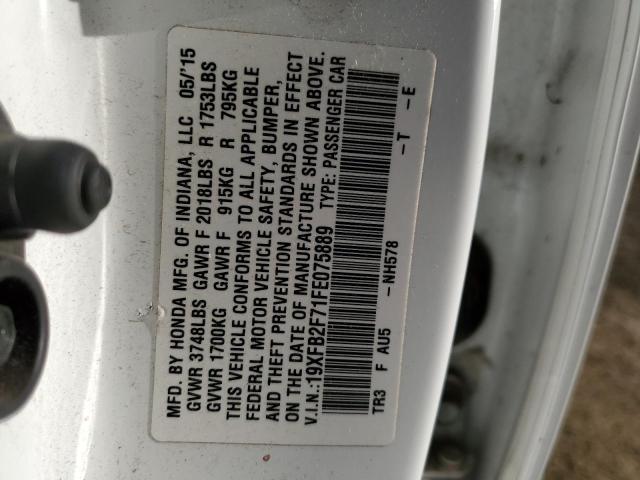 MFD. BY HONDA MFG. OF INDIANA, LLC 05/'15
GVWR 3748LBS GAWR F 2018LBS R 1753LBS
GVWR 1700KG GAWR F 915KG R 795KG
THIS VEHICLE CONFORMS TO ALL APPLICABLE
FEDERAL MOTOR VEHICLE SAFETY, BUMPER,
AND THEFT PREVENTION STANDARDS IN EFFECT
ON THE DATE OF MANUFACTURE SHOWN ABOVE.
V.I.N.:19XFB2F71FE075889 TYPE: PASSENGER CAR
TR3 F AU5 -NH578 -T -E